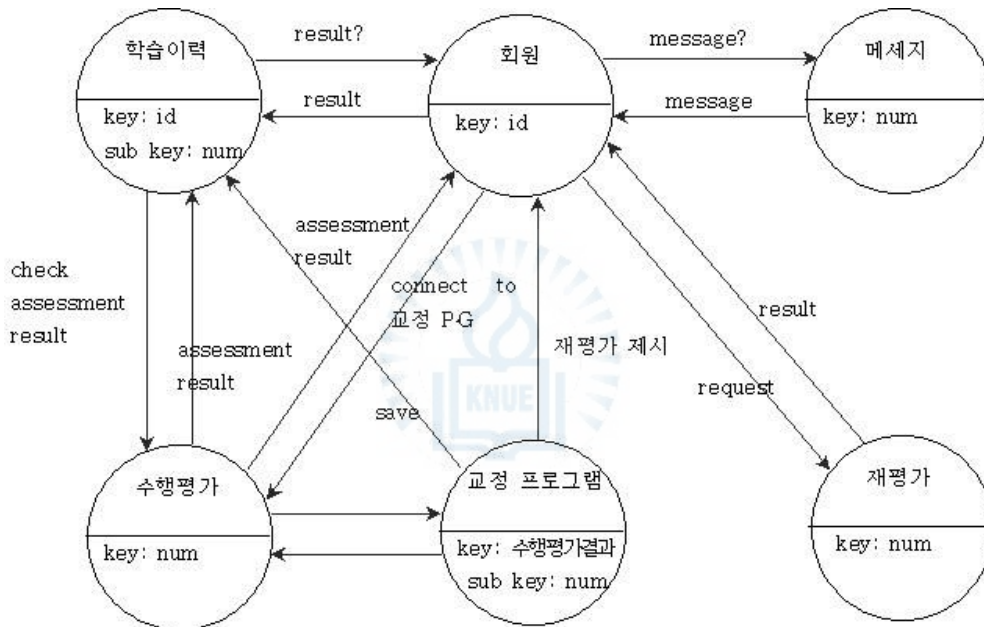 학습이력
key: id
sub key: num
result?
result
회원
key: id
message?
message
메세지
key: num
check
assessment
result
assessment
result
assessment
result
connect to
교정 P·G
save
재평가 제시
result
request
KNUE
수행평가
key: num
교정 프로그램
key: 수행평가결과
sub key: num
재평가
key: num